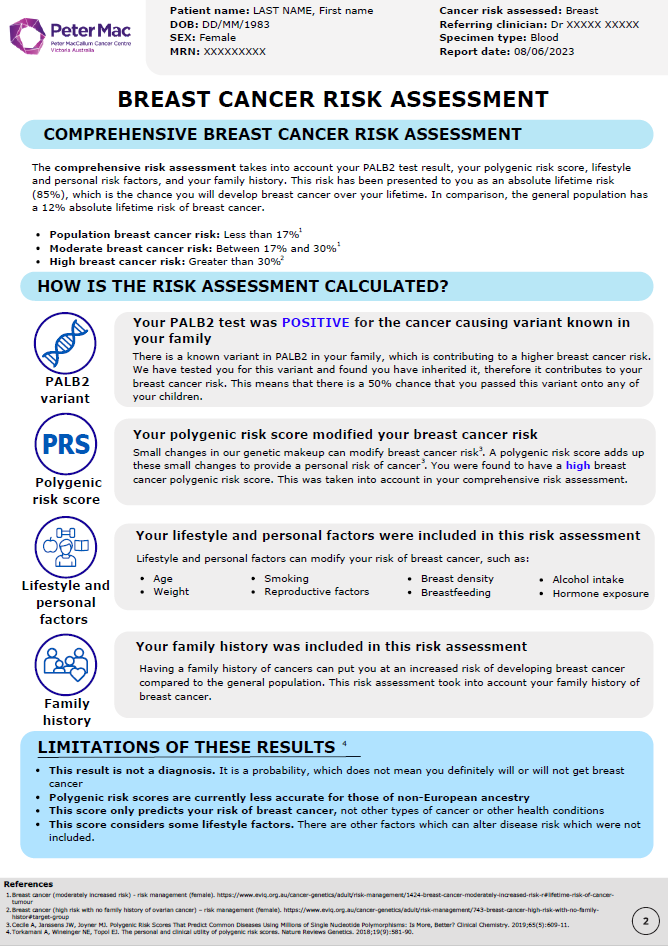 Peter Mac
Peter MacCallum Cancer Centre
Victoria Australia
Patient name: LAST NAME, First name
DOB: DD/MM/1983
SEX: Female
MRN: XXXXXXXXX
Cancer risk assessed: Breast
Referring clinician: Dr XXXXX XXXXX
Specimen type: Blood
Report date: 08/06/2023
BREAST CANCER RISK ASSESSMENT
COMPREHENSIVE BREAST CANCER RISK ASSESSMENT
The comprehensive risk assessment takes into account your PALB2 test result, your polygenic risk score, lifestyle
and personal risk factors, and your family history. This risk has been presented to you as an absolute lifetime risk
(85%), which is the chance you will develop breast cancer over your lifetime. In comparison, the general population has
a 12% absolute lifetime risk of breast cancer.
• Population breast cancer risk: Less than 17%1
• Moderate breast cancer risk: Between 17% and 30%1
• High breast cancer risk: Greater than 30%2
HOW IS THE RISK ASSESSMENT CALCULATED?
PALB2
variant
Your PALB2 test was POSITIVE for the cancer causing variant known in
your family
There is a known variant in PALB2 in your family, which is contributing to a higher breast cancer risk.
We have tested you for this variant and found you have inherited it, therefore it contributes to your
breast cancer risk. This means that there is a 50% chance that you passed this variant onto any of
your children.
PRS
Polygenic
risk score
Your polygenic risk score modified your breast cancer risk
Small changes in our genetic makeup can modify breast cancer risk3. A polygenic risk score adds up
these small changes to provide a personal risk of cancer3. You were found to have a high breast
cancer polygenic risk score. This was taken into account in your comprehensive risk assessment.
Lifestyle and
personal
factors
Your lifestyle and personal factors were included in this risk assessment
Lifestyle and personal factors can modify your risk of breast cancer, such as:
• Age
• Weight
• Smoking
• Reproductive factors
• Breast density
• Breastfeeding
• Alcohol intake
• Hormone exposure
Family
history
Your family history was included in this risk assessment
Having a family history of cancers can put you at an increased risk of developing breast cancer
compared to the general population. This risk assessment took into account your family history of
breast cancer.
LIMITATIONS OF THESE RESULTS 4
• This result is not a diagnosis. It is a probability, which does not mean you definitely will or will not get breast
cancer
• Polygenic risk scores are currently less accurate for those of non-European ancestry
• This score only predicts your risk of breast cancer, not other types of cancer or other health conditions
• This score considers some lifestyle factors. There are other factors which can alter disease risk which were not
included.
References
1. Breast cancer (moderately increased risk) – risk management (female). https://www.eviq.org.au/cancer-genetics/adult/risk-management/1424-breast-cancer-moderately-increased-risk-r#lifetime-risk-of-cancer-
tumour
2. Breast cancer (high risk with no family history of ovarian cancer) – risk management (female). https://www.eviq.org.au/cancer-genetics/adult/risk-management/743-breast-cancer-high-risk-with-no-family-
histor#target-group
3. Cecile A, Janssens JW, Joyner MJ. Polygenic Risk Scores That Predict Common Diseases Using Millions of Single Nucleotide Polymorphisms: Is More, Better? Clinical Chemistry. 2019;65(5):609-11.
4. Torkamani A, Wineinger NE, Topol EJ. The personal and clinical utility of polygenic risk scores. Nature Reviews Genetics. 2018;19(9):581-90.
2